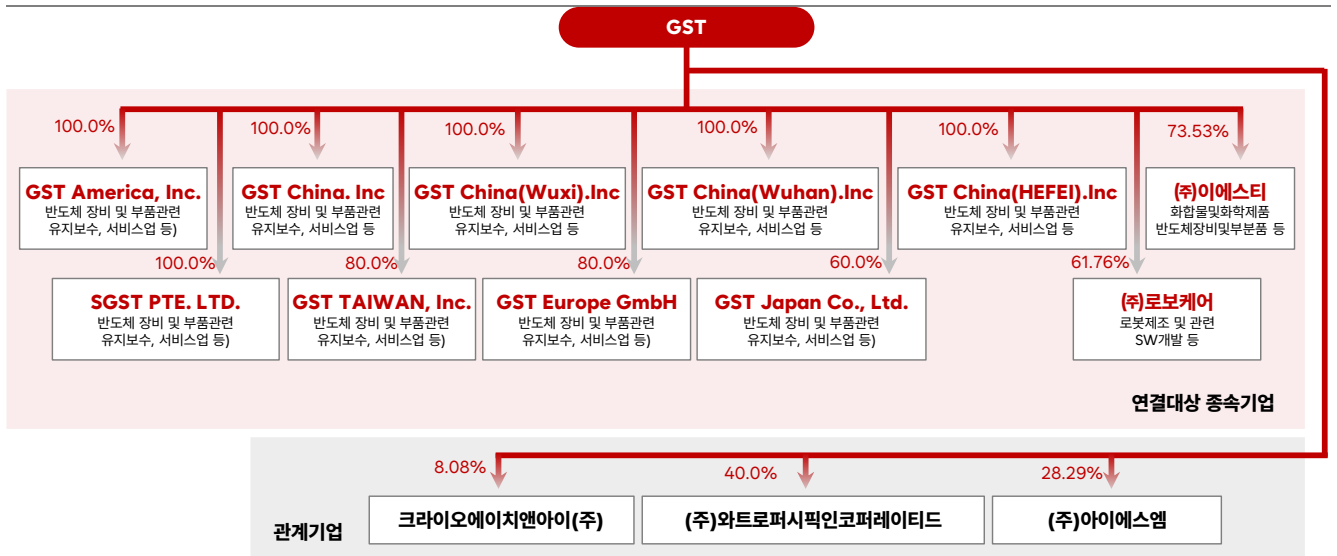 GST
100.0%
100.0%
100.0%
100.0%
100.0%
73.53%
GST America, Inc.
반도체 장비 및 부품관련
유지보수, 서비스업 등)
GST China. Inc
반도체 장비 및 부품관련
유지보수, 서비스업 등
GST China(Wuxi).Inc
반도체 장비 및 부품관련
유지보수, 서비스업 등
GST China(Wuhan).Inc
반도체 장비 및 부품관련
유지보수, 서비스업 등
GST China(HEFEI).Inc
반도체 장비 및 부품관련
유지보수, 서비스업 등
(주)이에스티
화합물및화학제품
반도체장비및부분품 등
100.0%
80.0%
80.0%
60.0%
61.76%
SGST PTE. LTD.
반도체 장비 및 부품관련
유지보수, 서비스업 등)
GST TAIWAN, Inc.
반도체 장비 및 부품관련
유지보수, 서비스업 등)
GST Europe GmbH
반도체 장비 및 부품관련
유지보수, 서비스업 등)
GST Japan Co., Ltd.
반도체 장비 및 부품관련
유지보수, 서비스업 등)
(주)로보케어
로봇제조 및 관련
SW개발 등
연결대상 종속기업
8.08%
40.0%
28.29%
관계기업
크라이오에이치앤아이(주)
(주)와트로퍼시픽인코퍼레이티드
(주)아이에스엠